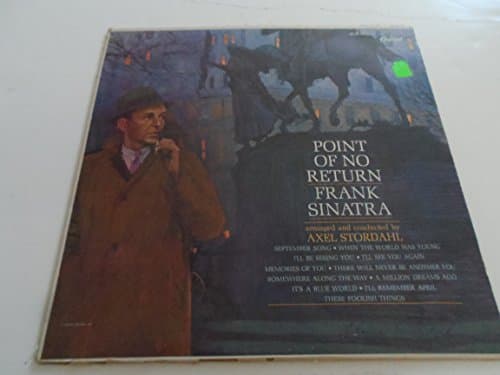 Capitol
POINT
OF NO
RETURN
FRANK
SINATRA
arranged and conducted by
AXEL STORDAHL
SEPTEMBER SONG • WHEN THE WORLD WAS YOUNG
I'LL BE SEEING YOU • I'LL SEE YOU AGAIN
MEMORIES OF YOU • THERE WILL NEVER BE ANOTHER YOU
SOMEWHERE ALONG THE WAY • A MILLION DREAMS AGO
IT'S A BLUE WORLD • I'LL REMEMBER APRIL
THESE FOOLISH THINGS